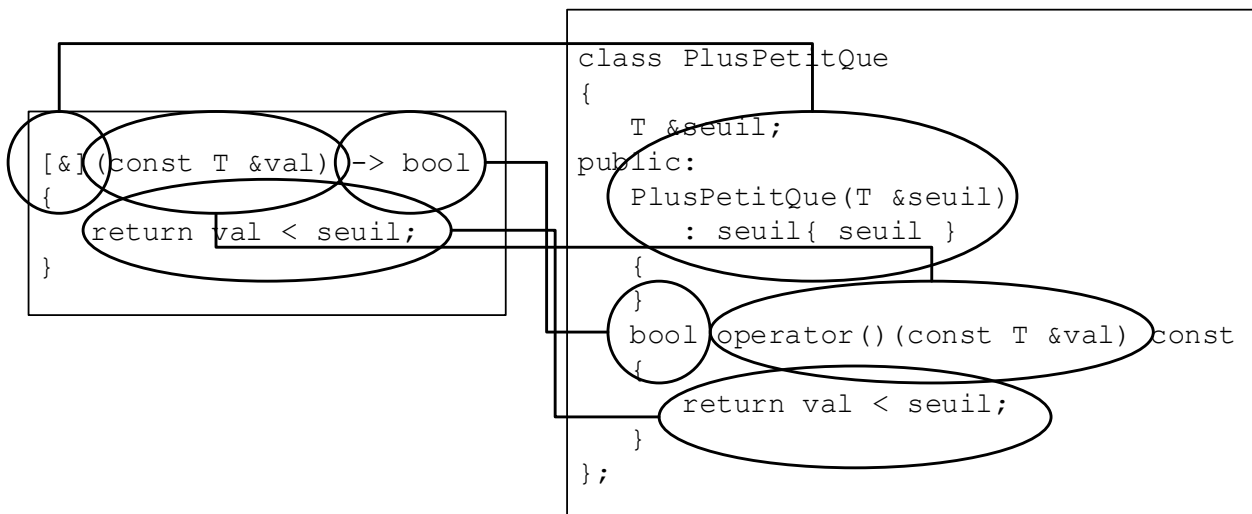 [&](const T &val) -> bool
{
return val < seuil;
}
class PlusPetitQue
{
T &seuil;
public:
PlusPetitQue(T &seuil)
: seuil{ seuil }
{
}
bool operator()(const T &val) const
{
return val < seuil;
}
};